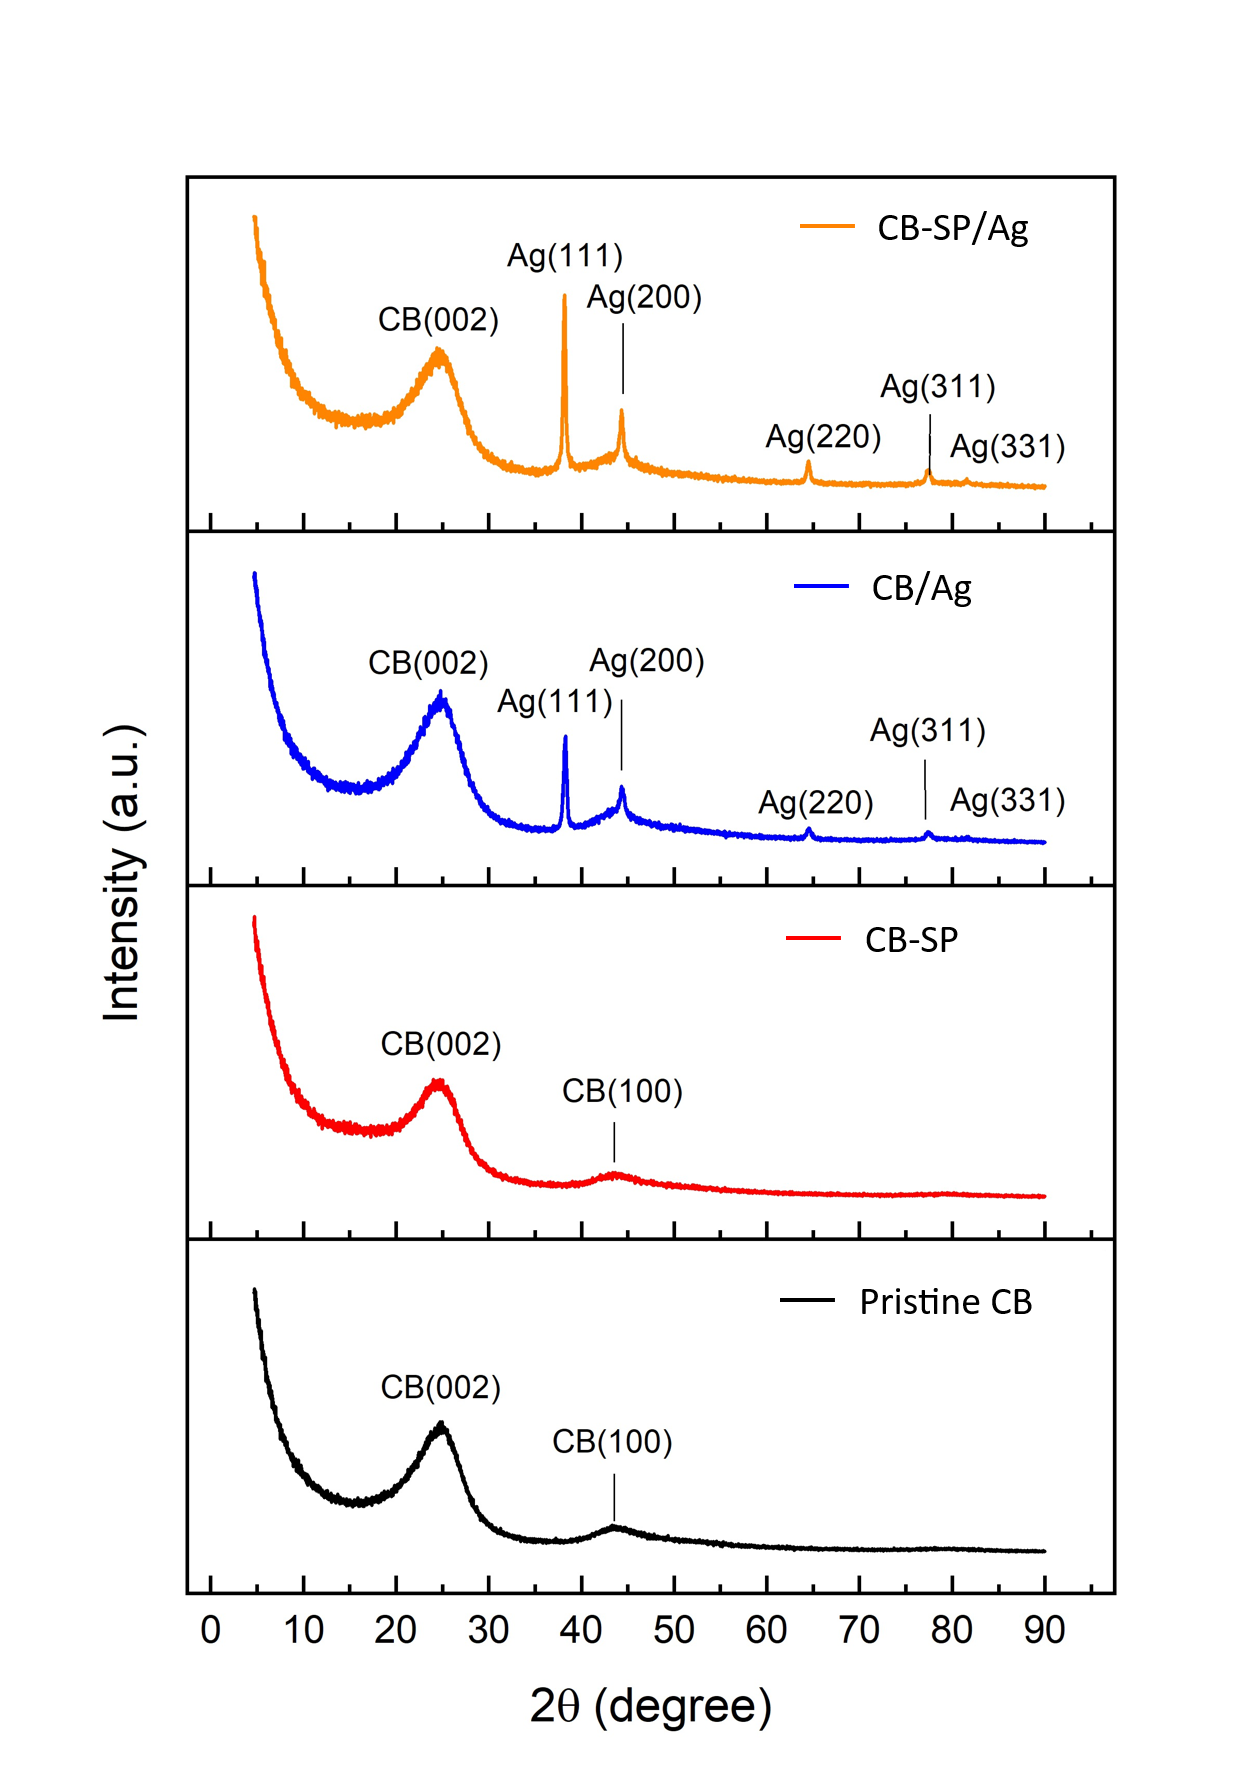 CB-SP/Ag
Ag(111)
Ag(200)
CB(002)
Ag(311)
Ag(220)
Ag(331)
CB/Ag
CB(002)
Ag(200)
Ag(111)
Ag(311)
Ag(220)
Ag(331)
CB-SP
CB(002)
CB(100)
Pristine CB
CB(002)
CB(100)
Intensity (a.u.)
0 10 20 30 40 50 60 70 80 90
2θ (degree)